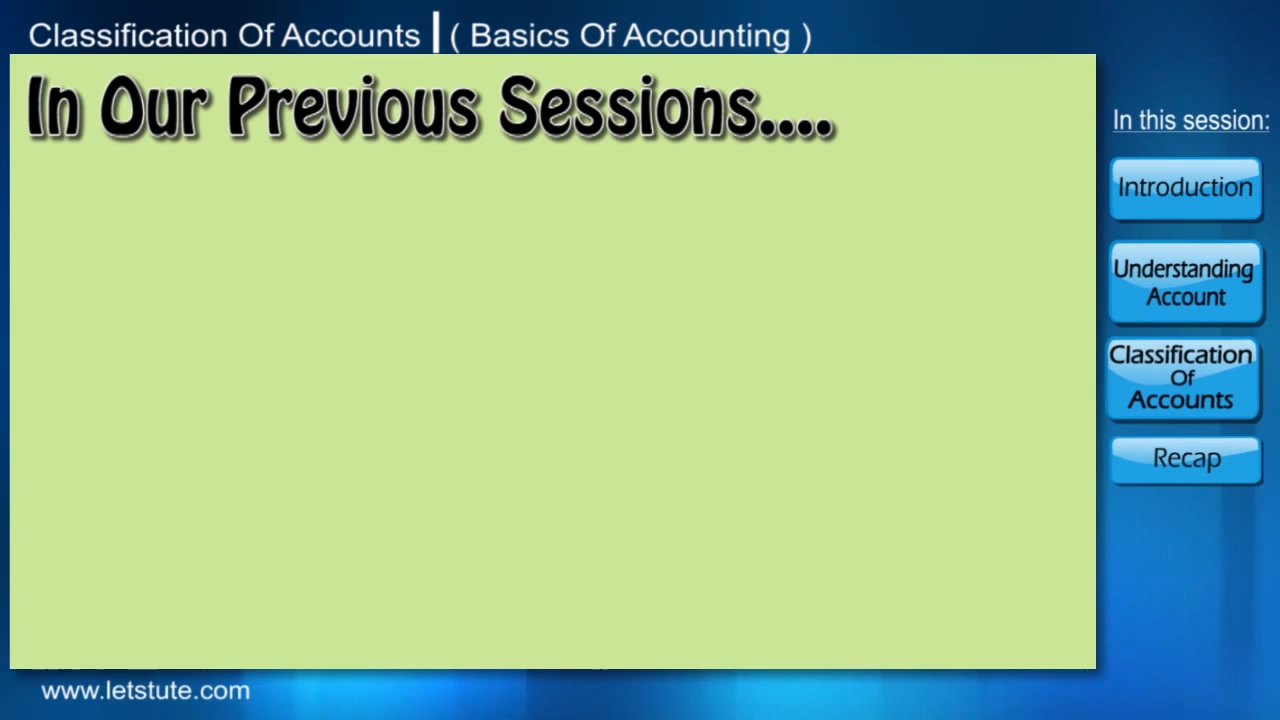 Classification Of Accounts | ( Basics Of Accounting )
In Our Previous Sessions....
In this session:
Introduction
Understanding
Account
Classification
Of
Accounts
Recap
www.letstute.com